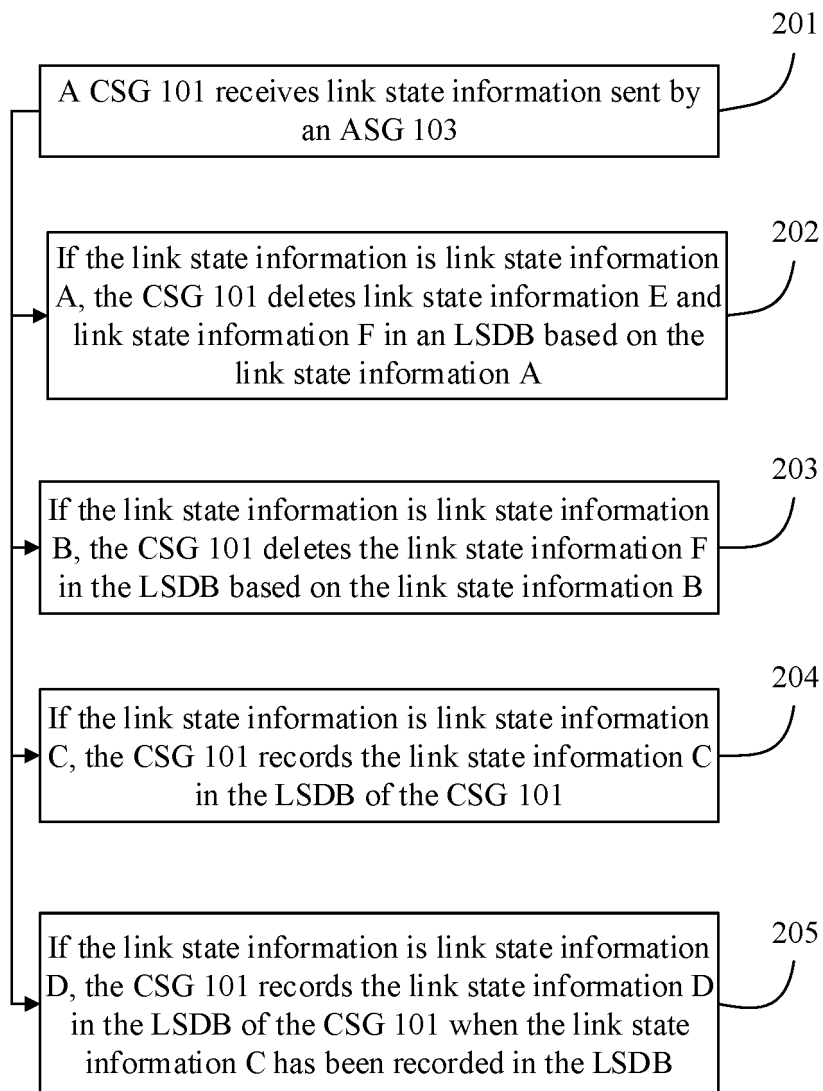 201
A CSG 101 receives link state information sent by
an ASG 103
202
If the link state information is link state information
A, the CSG 101 deletes link state information E and
link state information F in an LSDB based on the
link state information A
203
If the link state information is link state information
B, the CSG 101 deletes the link state information F
in the LSDB based on the link state information B
204
If the link state information is link state information
C, the CSG 101 records the link state information C
in the LSDB of the CSG 101
205
If the link state information is link state information
D, the CSG 101 records the link state information D
in the LSDB of the CSG 101 when the link state
information C has been recorded in the LSDB